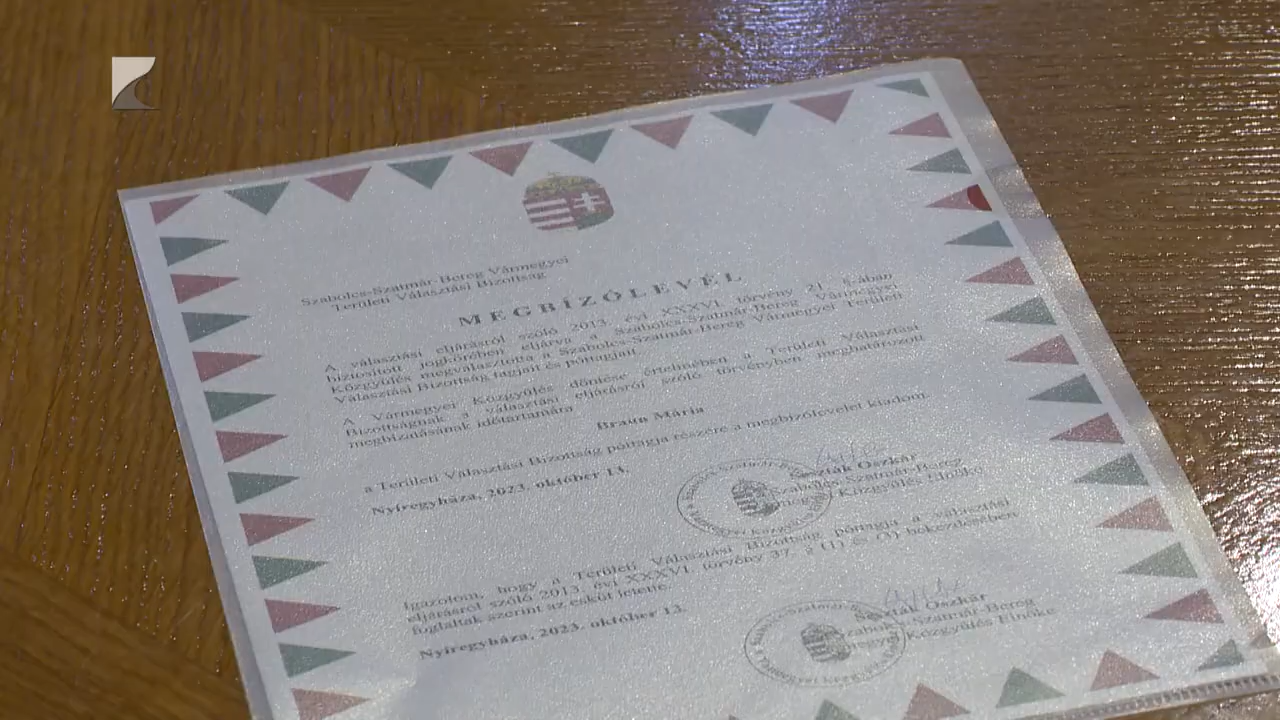 Szabolcs-Szatmár-Bereg Vármegyei
Területi Választási Bizottság
MEGBÍZÓLEVÉL
A választási eljárásról szóló 2013. évi XXXVI. törvény 21. §-ában
biztosított jogkörében eljárva a Szabolcs-Szatmár-Bereg Vármegyei
Közgyűlés megválasztotta a Szabolcs-Szatmár-Bereg Vármegyei Területi
Választási Bizottság tagjait és póttagjait.
A Vármegyei Közgyűlés döntése értelmében a Területi Választási
Bizottságnak a választási eljárásról szóló törvényben meghatározott
megbízatásának időtartamára
Braun Mária
a Területi Választási Bizottság póttagja részére a megbízólevelet kiadom.
Nyíregyháza, 2023. október 13.
Oszkár
Szabolcs-Szatmár-Bereg
Közgyűlés Elnöke
Igazolom, hogy a Területi Választási Bizottság póttagja a választási
eljárásról szóló 2013. évi XXXVI. törvény 37. § (1) és (3) bekezdésében
foglaltak szerint az esküt letette.
Nyíregyháza, 2023. október 13.
Oszkár
Szatmár-Bereg
Közgyűlés Elnöke